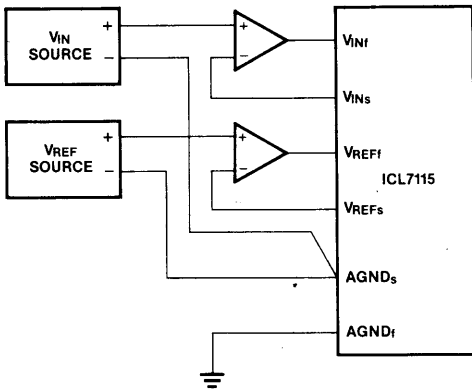 VIN
SOURCE
+
−
+
−
VINf
VINs
VREF
SOURCE
+
−
+
−
VREFf
VREFs
ICL7115
AGNDs
AGNDf